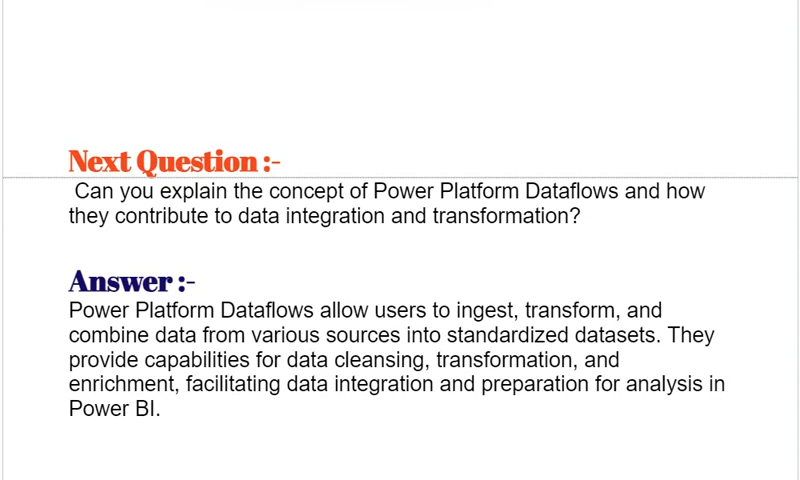 Next Question :-
Can you explain the concept of Power Platform Dataflows and how
they contribute to data integration and transformation?
Answer :-
Power Platform Dataflows allow users to ingest, transform, and
combine data from various sources into standardized datasets. They
provide capabilities for data cleansing, transformation, and
enrichment, facilitating data integration and preparation for analysis in
Power BI.